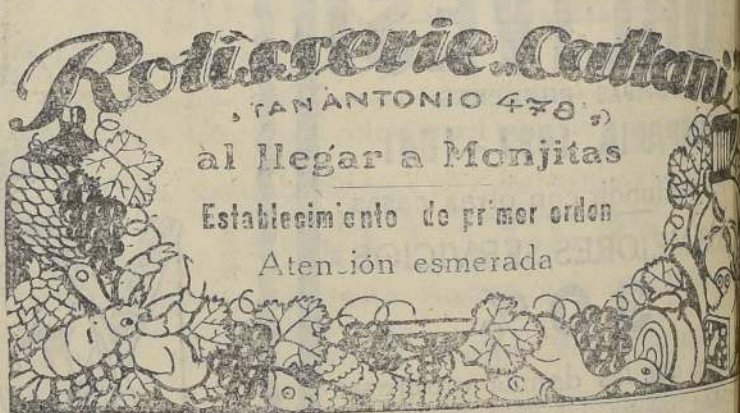 Rotisserie Cattani
SAN ANTONIO 478
al llegar a Monjitas
Establecimiento de primer orden
Atención esmerada